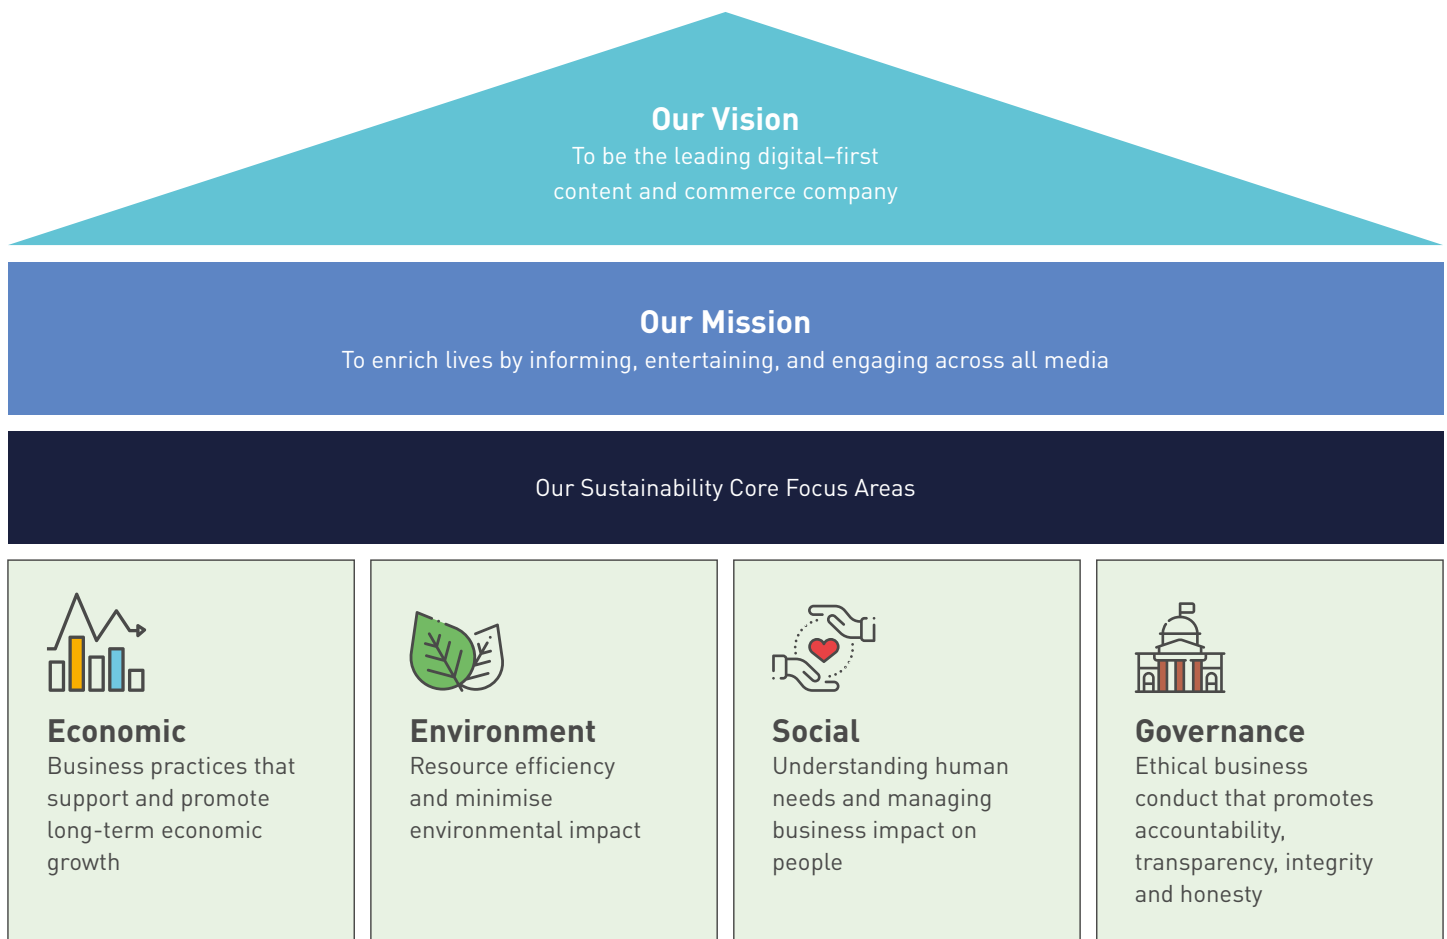 Our Vision
To be the leading digital–first
content and commerce company
Our Mission
To enrich lives by informing, entertaining, and engaging across all media
Our Sustainability Core Focus Areas
Economic
Business practices that
support and promote
long-term economic
growth
Environment
Resource efficiency
and minimise
environmental impact
Social
Understanding human
needs and managing
business impact on
people
Governance
Ethical business
conduct that promotes
accountability,
transparency, integrity
and honesty